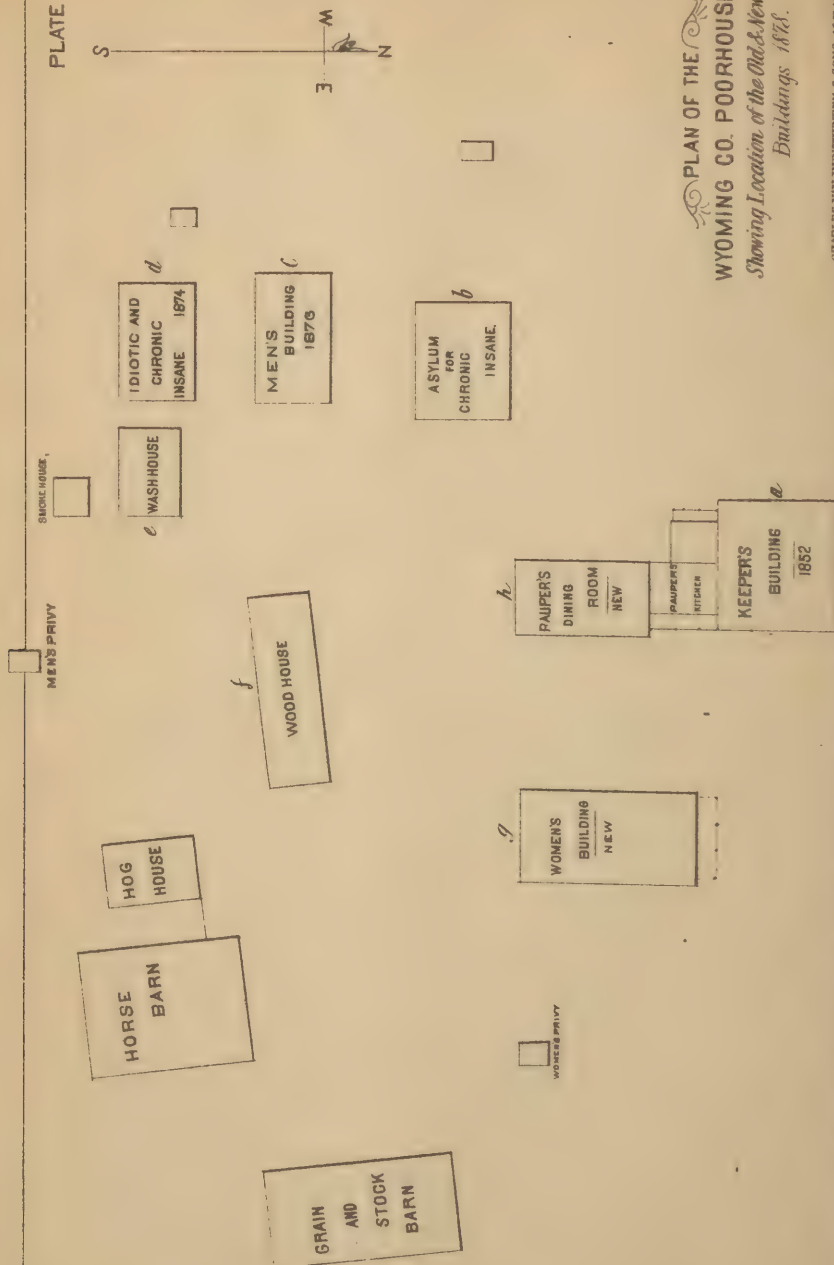 PLATE
S
W
E
N
PLAN OF THE
WYOMING CO. POORHOUSE
Showing Location of the Old & New
Buildings 1878.
IDIOTIC AND
CHRONIC
INSANE 1874
d
MEN'S
BUILDING
1876
c
ASYLUM
FOR
CHRONIC
INSANE.
b
SMOKE HOUSE,
WASH HOUSE
e
MEN'S PRIVY
WOOD HOUSE
f
PAUPER'S
DINING
ROOM
NEW
h
PAUPERS
KITCHEN
KEEPER'S
BUILDING
1852
a
HOG
HOUSE
HORSE
BARN
WOMEN'S
BUILDING
NEW
g
WOMENS PRIVY
GRAIN
AND
STOCK
BARN